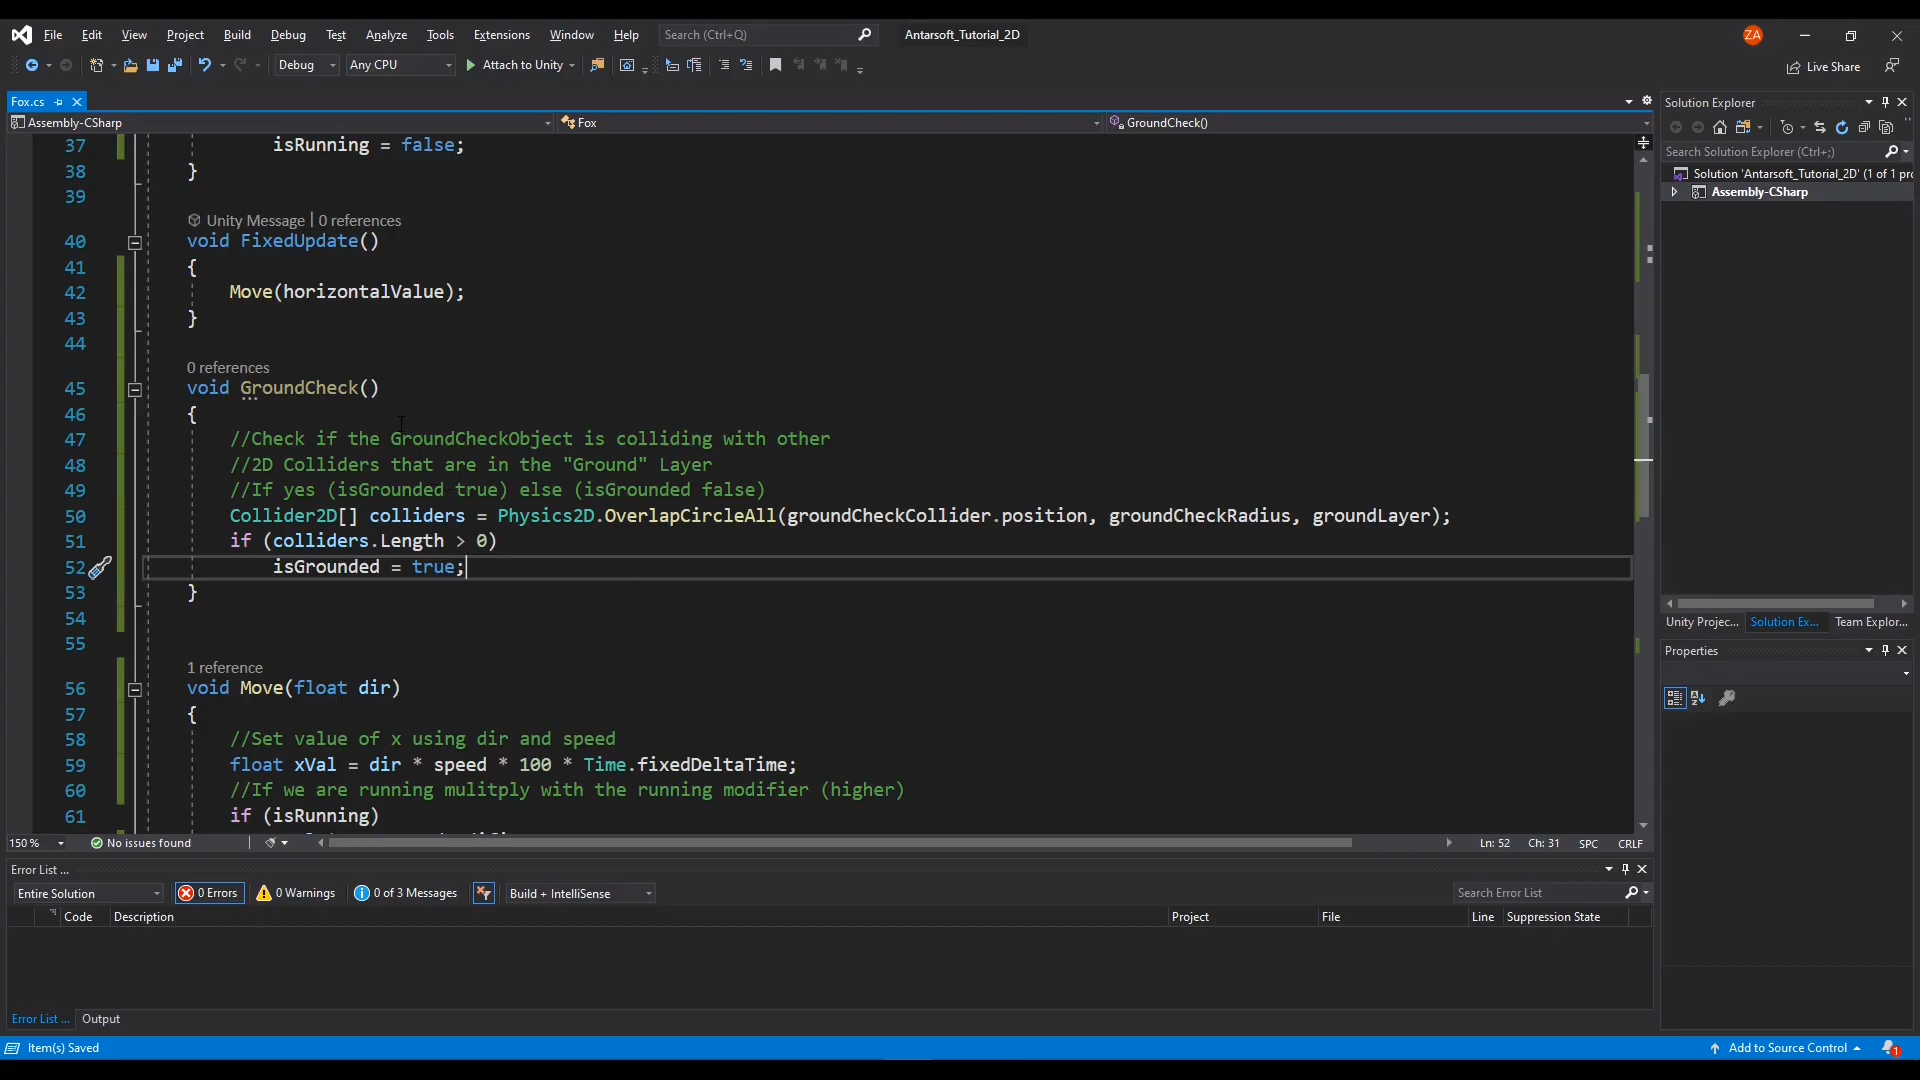 File Edit View Project Build Debug Test Analyze Tools Extensions Window Help Search (Ctrl+Q) Antarsoft_Tutorial_2D ZA
Debug Any CPU Attach to Unity Live Share
Fox.cs
Assembly-CSharp Fox GroundCheck()
37 isRunning = false;
38 }
39
Unity Message | 0 references
40 void FixedUpdate()
41 {
42 Move(horizontalValue);
43 }
44
0 references
45 void GroundCheck()
46 {
47 //Check if the GroundCheckObject is colliding with other
48 //2D Colliders that are in the "Ground" Layer
49 //If yes (isGrounded true) else (isGrounded false)
50 Collider2D[] colliders = Physics2D.OverlapCircleAll(groundCheckCollider.position, groundCheckRadius, groundLayer);
51 if (colliders.Length > 0)
52 isGrounded = true;
53 }
54
55
1 reference
56 void Move(float dir)
57 {
58 //Set value of x using dir and speed
59 float xVal = dir * speed * 100 * Time.fixedDeltaTime;
60 //If we are running mulitply with the running modifier (higher)
61 if (isRunning)
150 % No issues found Ln: 52 Ch: 31 SPC CRLF
Error List ...
Entire Solution 0 Errors 0 Warnings 0 of 3 Messages Build + IntelliSense Search Error List
Code Description Project File Line Suppression State
Error List ... Output
Item(s) Saved Add to Source Control 1
Solution Explorer
Search Solution Explorer (Ctrl+;)
Solution 'Antarsoft_Tutorial_2D' (1 of 1 pro
Assembly-CSharp
Unity Projec... Solution Ex... Team Explor...
Properties